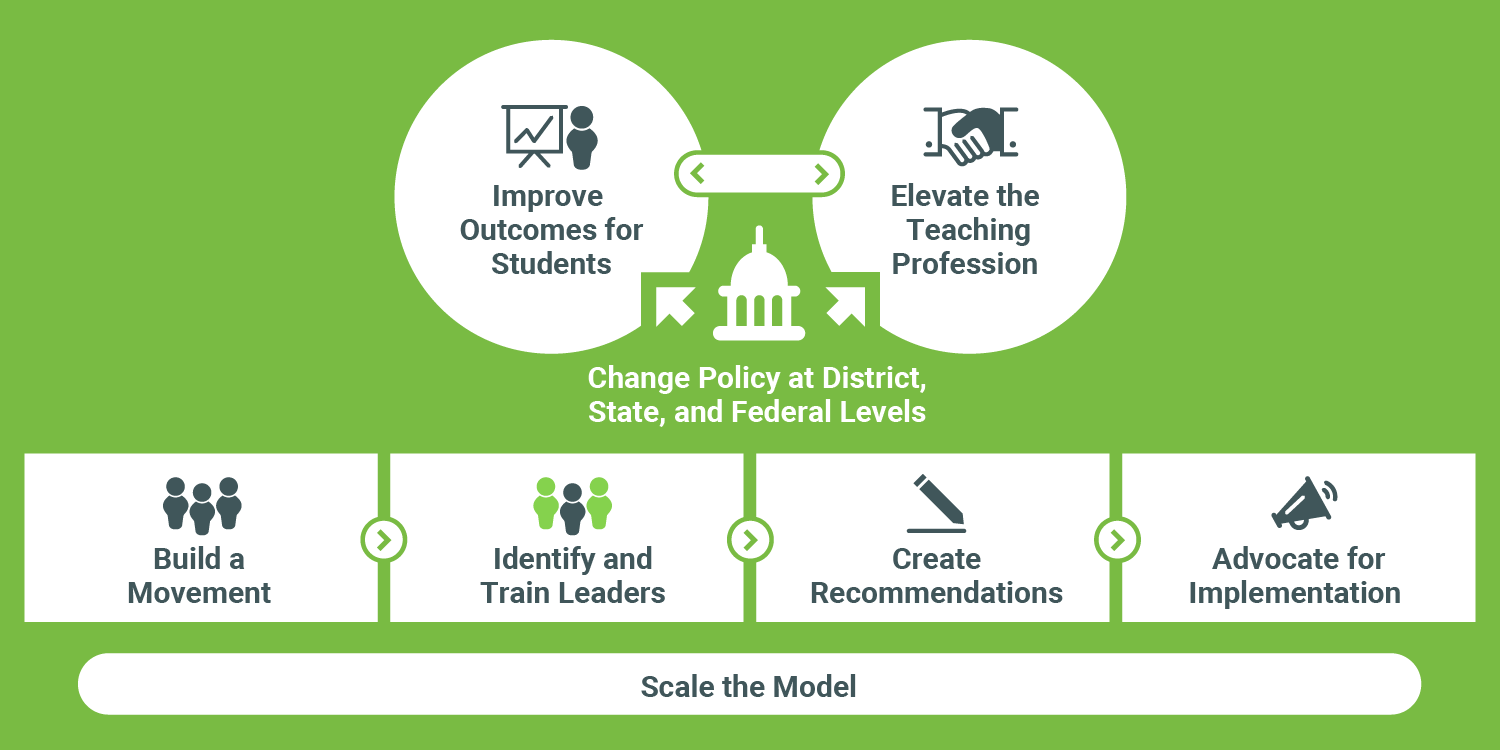 Improve
Outcomes for
Students
Elevate the
Teaching
Profession
Change Policy at District,
State, and Federal Levels
Build a
Movement
Identify and
Train Leaders
Create
Recommendations
Advocate for
Implementation
Scale the Model